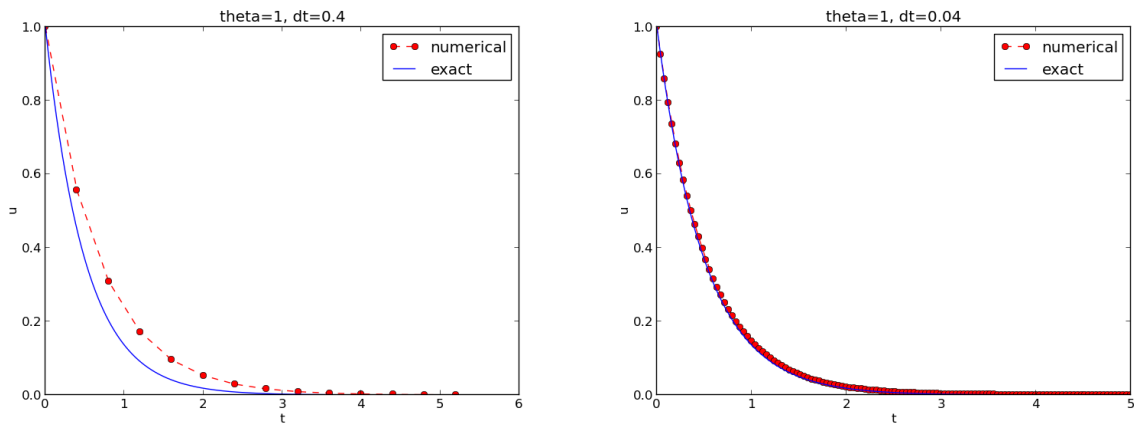 theta=1, dt=0.4
1.0
0.8
0.6
0.4
0.2
0.0
u
0 1 2 3 4 5 6
t
numerical
exact
theta=1, dt=0.04
1.0
0.8
0.6
0.4
0.2
0.0
u
0 1 2 3 4 5
t
numerical
exact